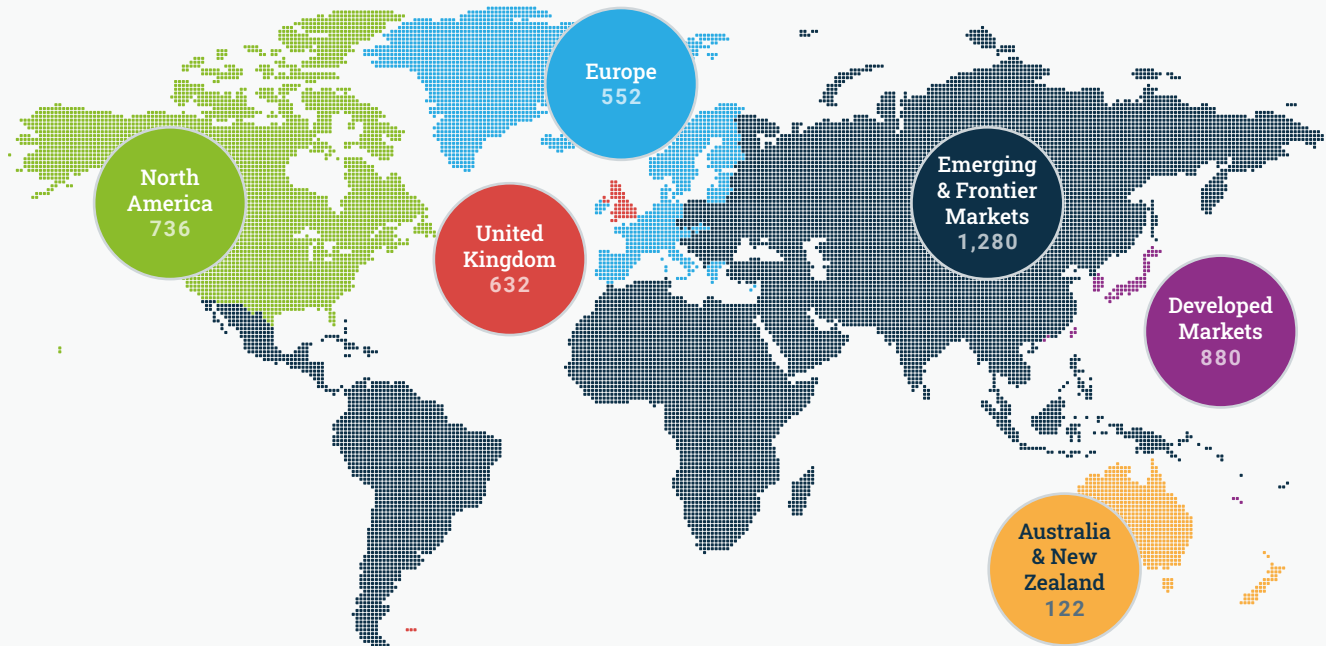 Europe
552
North
America
736
United
Kingdom
632
Emerging
& Frontier
Markets
1,280
Developed
Markets
880
Australia
& New
Zealand
122